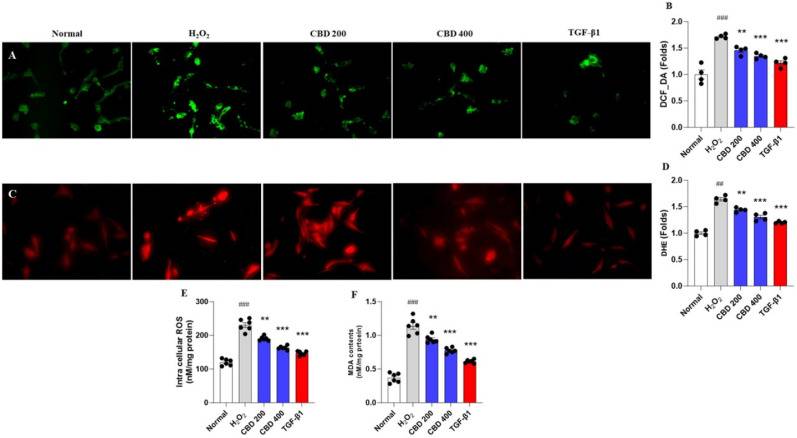 Normal H₂O₂ CBD 200 CBD 400 TGF-β1
A
B
DCF_DA (Folds)
2.0
1.5
1.0
0.5
0.0
###
**
***
***
Normal
H₂O₂
CBD 200
CBD 400
TGF-β1
C
D
DHE (Folds)
2.0
1.5
1.0
0.5
0.0
##
**
***
***
Normal
H₂O₂
CBD 200
CBD 400
TGF-β1
E
Intra cellular ROS
(nM/mg protein)
300
200
100
0
###
**
***
***
Normal
H₂O₂
CBD 200
CBD 400
TGF-β1
F
MDA contents
(nM/mg prtoein)
1.5
1.0
0.5
0.0
###
**
***
***
Normal
H₂O₂
CBD 200
CBD 400
TGF-β1